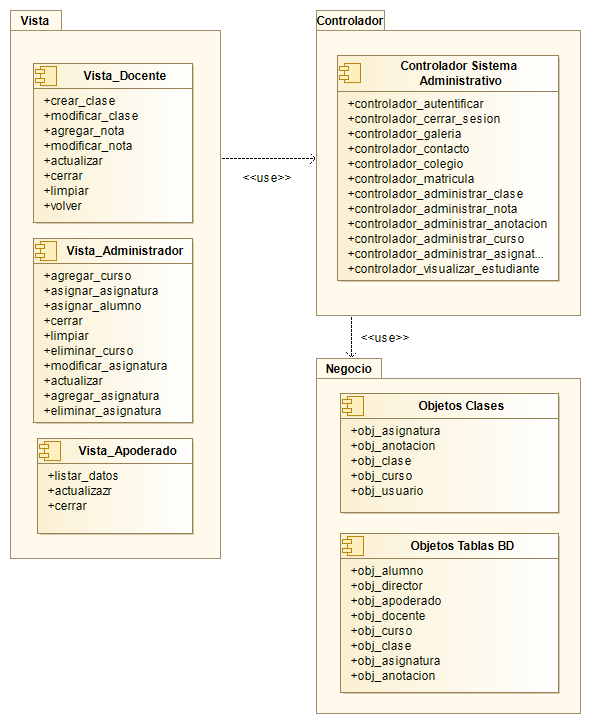 Vista
Vista_Docente
+crear_clase
+modificar_clase
+agregar_nota
+modificar_nota
+actualizar
+cerrar
+limpiar
+volver
Vista_Administrador
+agregar_curso
+asignar_asignatura
+asignar_alumno
+cerrar
+limpiar
+eliminar_curso
+modificar_asignatura
+actualizar
+agregar_asignatura
+eliminar_asignatura
Vista_Apoderado
+listar_datos
+actualizazr
+cerrar
<<use>>
Controlador
Controlador Sistema
Administrativo
+controlador_autentificar
+controlador_cerrar_sesion
+controlador_galeria
+controlador_contacto
+controlador_colegio
+controlador_matricula
+controlador_administrar_clase
+controlador_administrar_nota
+controlador_administrar_anotacion
+controlador_administrar_curso
+controlador_administrar_asignat...
+controlador_visualizar_estudiante
<<use>>
Negocio
Objetos Clases
+obj_asignatura
+obj_anotacion
+obj_clase
+obj_curso
+obj_usuario
Objetos Tablas BD
+obj_alumno
+obj_director
+obj_apoderado
+obj_docente
+obj_curso
+obj_clase
+obj_asignatura
+obj_anotacion